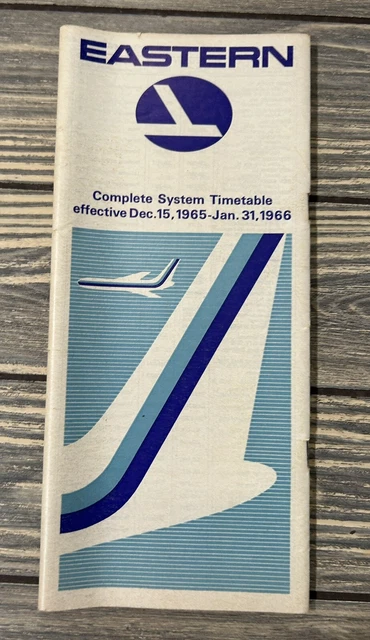 EASTERN
Complete System Timetable
effective Dec.15,1965-Jan. 31,1966